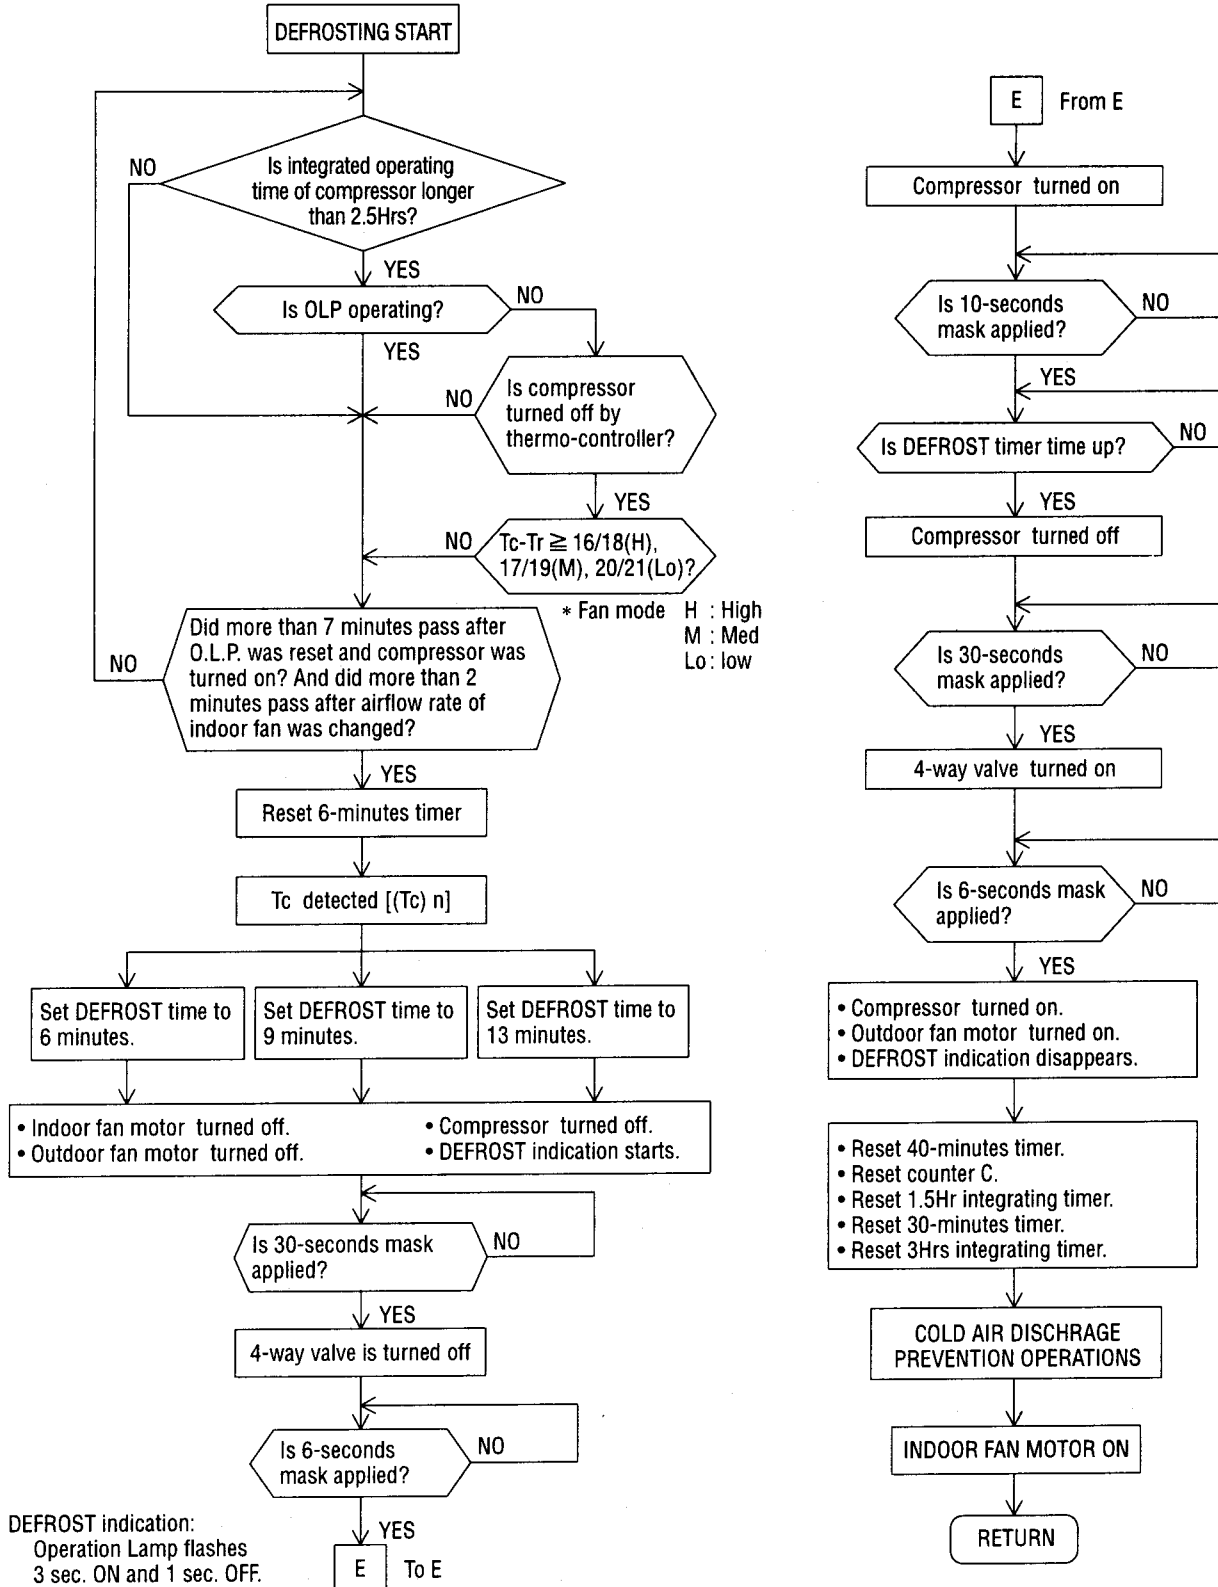 DEFROSTING START
NO
Is integrated operating
time of compressor longer
than 2.5Hrs?
YES
Is OLP operating?
NO
YES
NO
Is compressor
turned off by
thermo-controller?
YES
NO
Tc-Tr ≧ 16/18(H),
17/19(M), 20/21(Lo)?
* Fan mode H : High
M : Med
Lo : low
NO
Did more than 7 minutes pass after
O.L.P. was reset and compressor was
turned on? And did more than 2
minutes pass after airflow rate of
indoor fan was changed?
YES
Reset 6-minutes timer
Tc detected [(Tc) n]
Set DEFROST time to
6 minutes.
Set DEFROST time to
9 minutes.
Set DEFROST time to
13 minutes.
• Indoor fan motor turned off.
• Outdoor fan motor turned off.
• Compressor turned off.
• DEFROST indication starts.
Is 30-seconds mask
applied?
NO
YES
4-way valve is turned off
Is 6-seconds
mask applied?
NO
YES
E To E
DEFROST indication:
Operation Lamp flashes
3 sec. ON and 1 sec. OFF.
E From E
Compressor turned on
Is 10-seconds
mask applied?
NO
YES
Is DEFROST timer time up?
NO
YES
Compressor turned off
Is 30-seconds
mask applied?
NO
YES
4-way valve turned on
Is 6-seconds mask
applied?
NO
YES
• Compressor turned on.
• Outdoor fan motor turned on.
• DEFROST indication disappears.
• Reset 40-minutes timer.
• Reset counter C.
• Reset 1.5Hr integrating timer.
• Reset 30-minutes timer.
• Reset 3Hrs integrating timer.
COLD AIR DISCHRAGE
PREVENTION OPERATIONS
INDOOR FAN MOTOR ON
RETURN